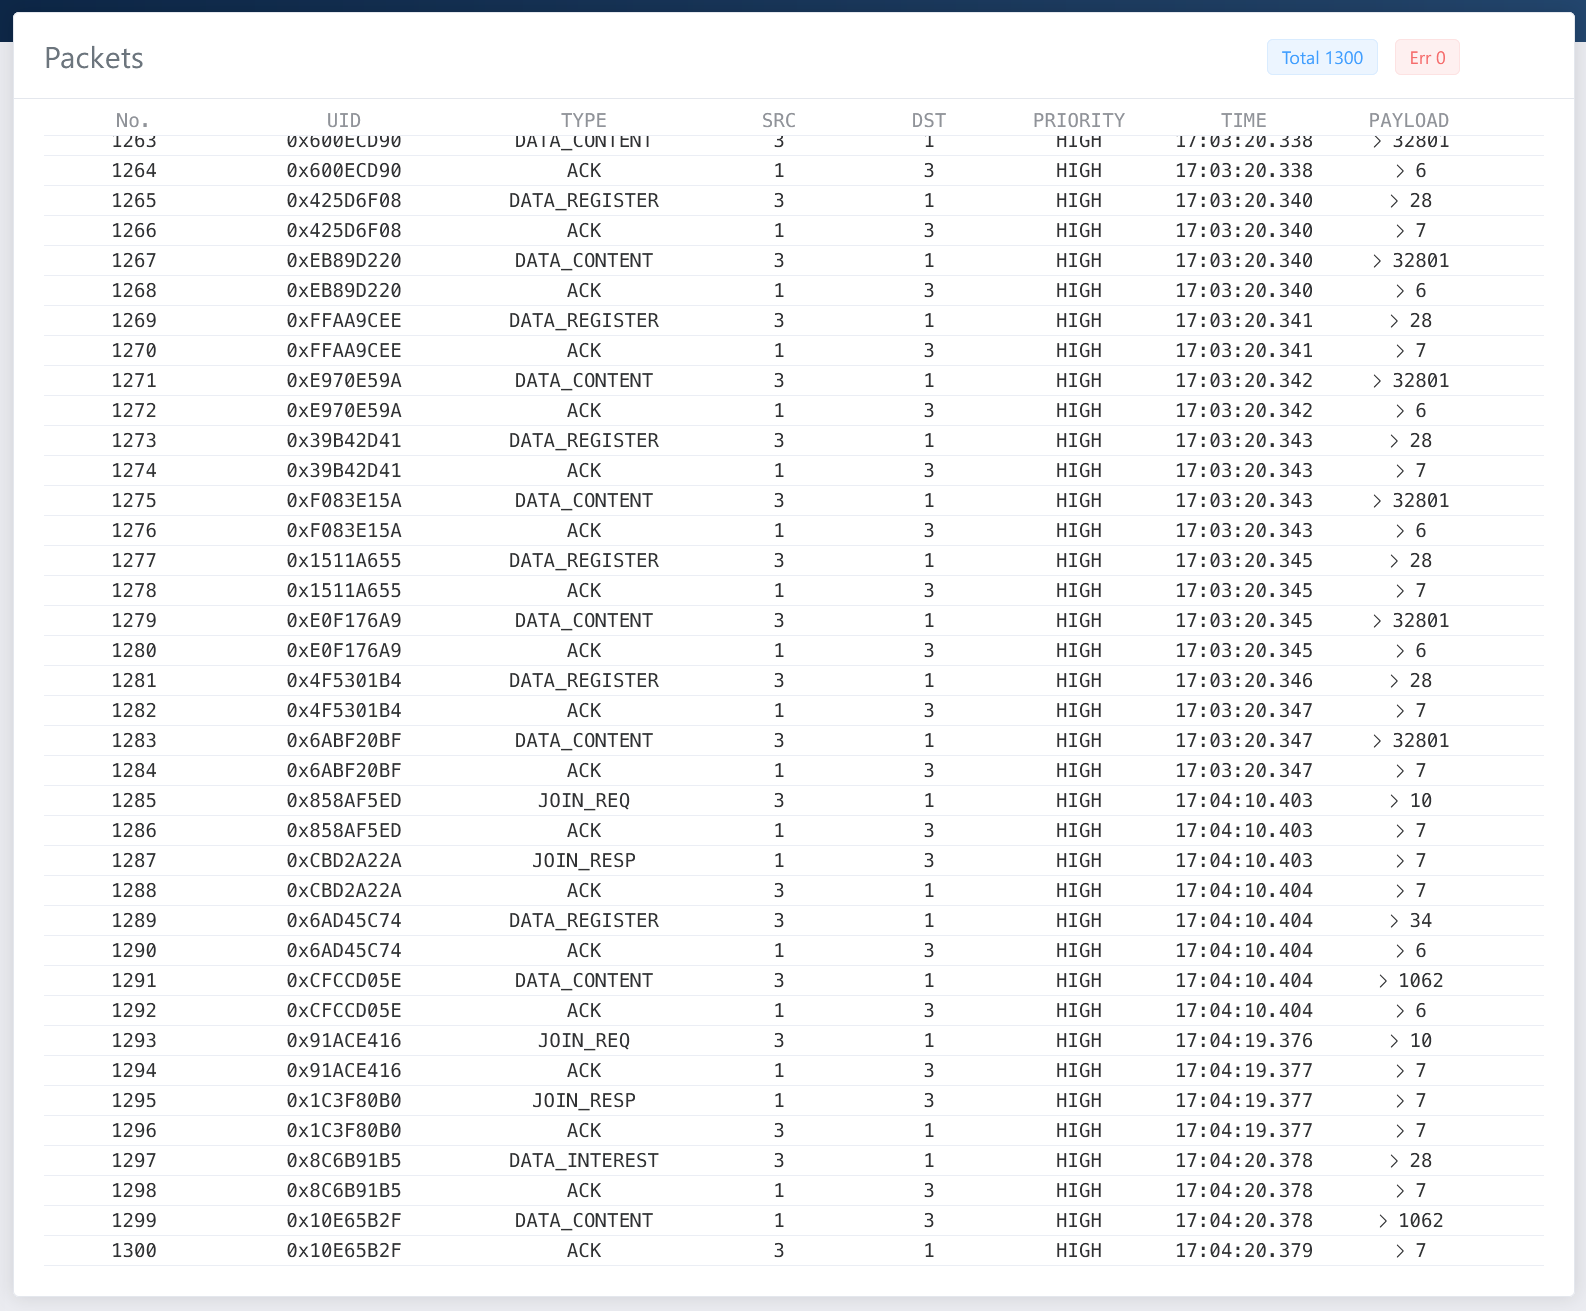 Packets Total 1300 Err 0
No. UID TYPE SRC DST PRIORITY TIME PAYLOAD
1263 0x600ECD90 DATA_CONTENT 3 1 HIGH 17:03:20.338 > 32801
1264 0x600ECD90 ACK 1 3 HIGH 17:03:20.338 > 6
1265 0x425D6F08 DATA_REGISTER 3 1 HIGH 17:03:20.340 > 28
1266 0x425D6F08 ACK 1 3 HIGH 17:03:20.340 > 7
1267 0xEB89D220 DATA_CONTENT 3 1 HIGH 17:03:20.340 > 32801
1268 0xEB89D220 ACK 1 3 HIGH 17:03:20.340 > 6
1269 0xFFAA9CEE DATA_REGISTER 3 1 HIGH 17:03:20.341 > 28
1270 0xFFAA9CEE ACK 1 3 HIGH 17:03:20.341 > 7
1271 0xE970E59A DATA_CONTENT 3 1 HIGH 17:03:20.342 > 32801
1272 0xE970E59A ACK 1 3 HIGH 17:03:20.342 > 6
1273 0x39B42D41 DATA_REGISTER 3 1 HIGH 17:03:20.343 > 28
1274 0x39B42D41 ACK 1 3 HIGH 17:03:20.343 > 7
1275 0xF083E15A DATA_CONTENT 3 1 HIGH 17:03:20.343 > 32801
1276 0xF083E15A ACK 1 3 HIGH 17:03:20.343 > 6
1277 0x1511A655 DATA_REGISTER 3 1 HIGH 17:03:20.345 > 28
1278 0x1511A655 ACK 1 3 HIGH 17:03:20.345 > 7
1279 0xE0F176A9 DATA_CONTENT 3 1 HIGH 17:03:20.345 > 32801
1280 0xE0F176A9 ACK 1 3 HIGH 17:03:20.345 > 6
1281 0x4F5301B4 DATA_REGISTER 3 1 HIGH 17:03:20.346 > 28
1282 0x4F5301B4 ACK 1 3 HIGH 17:03:20.347 > 7
1283 0x6ABF20BF DATA_CONTENT 3 1 HIGH 17:03:20.347 > 32801
1284 0x6ABF20BF ACK 1 3 HIGH 17:03:20.347 > 7
1285 0x858AF5ED JOIN_REQ 3 1 HIGH 17:04:10.403 > 10
1286 0x858AF5ED ACK 1 3 HIGH 17:04:10.403 > 7
1287 0xCBD2A22A JOIN_RESP 1 3 HIGH 17:04:10.403 > 7
1288 0xCBD2A22A ACK 3 1 HIGH 17:04:10.404 > 7
1289 0x6AD45C74 DATA_REGISTER 3 1 HIGH 17:04:10.404 > 34
1290 0x6AD45C74 ACK 1 3 HIGH 17:04:10.404 > 6
1291 0xCFCCD05E DATA_CONTENT 3 1 HIGH 17:04:10.404 > 1062
1292 0xCFCCD05E ACK 1 3 HIGH 17:04:10.404 > 6
1293 0x91ACE416 JOIN_REQ 3 1 HIGH 17:04:19.376 > 10
1294 0x91ACE416 ACK 1 3 HIGH 17:04:19.377 > 7
1295 0x1C3F80B0 JOIN_RESP 1 3 HIGH 17:04:19.377 > 7
1296 0x1C3F80B0 ACK 3 1 HIGH 17:04:19.377 > 7
1297 0x8C6B91B5 DATA_INTEREST 3 1 HIGH 17:04:20.378 > 28
1298 0x8C6B91B5 ACK 1 3 HIGH 17:04:20.378 > 7
1299 0x10E65B2F DATA_CONTENT 1 3 HIGH 17:04:20.378 > 1062
1300 0x10E65B2F ACK 3 1 HIGH 17:04:20.379 > 7